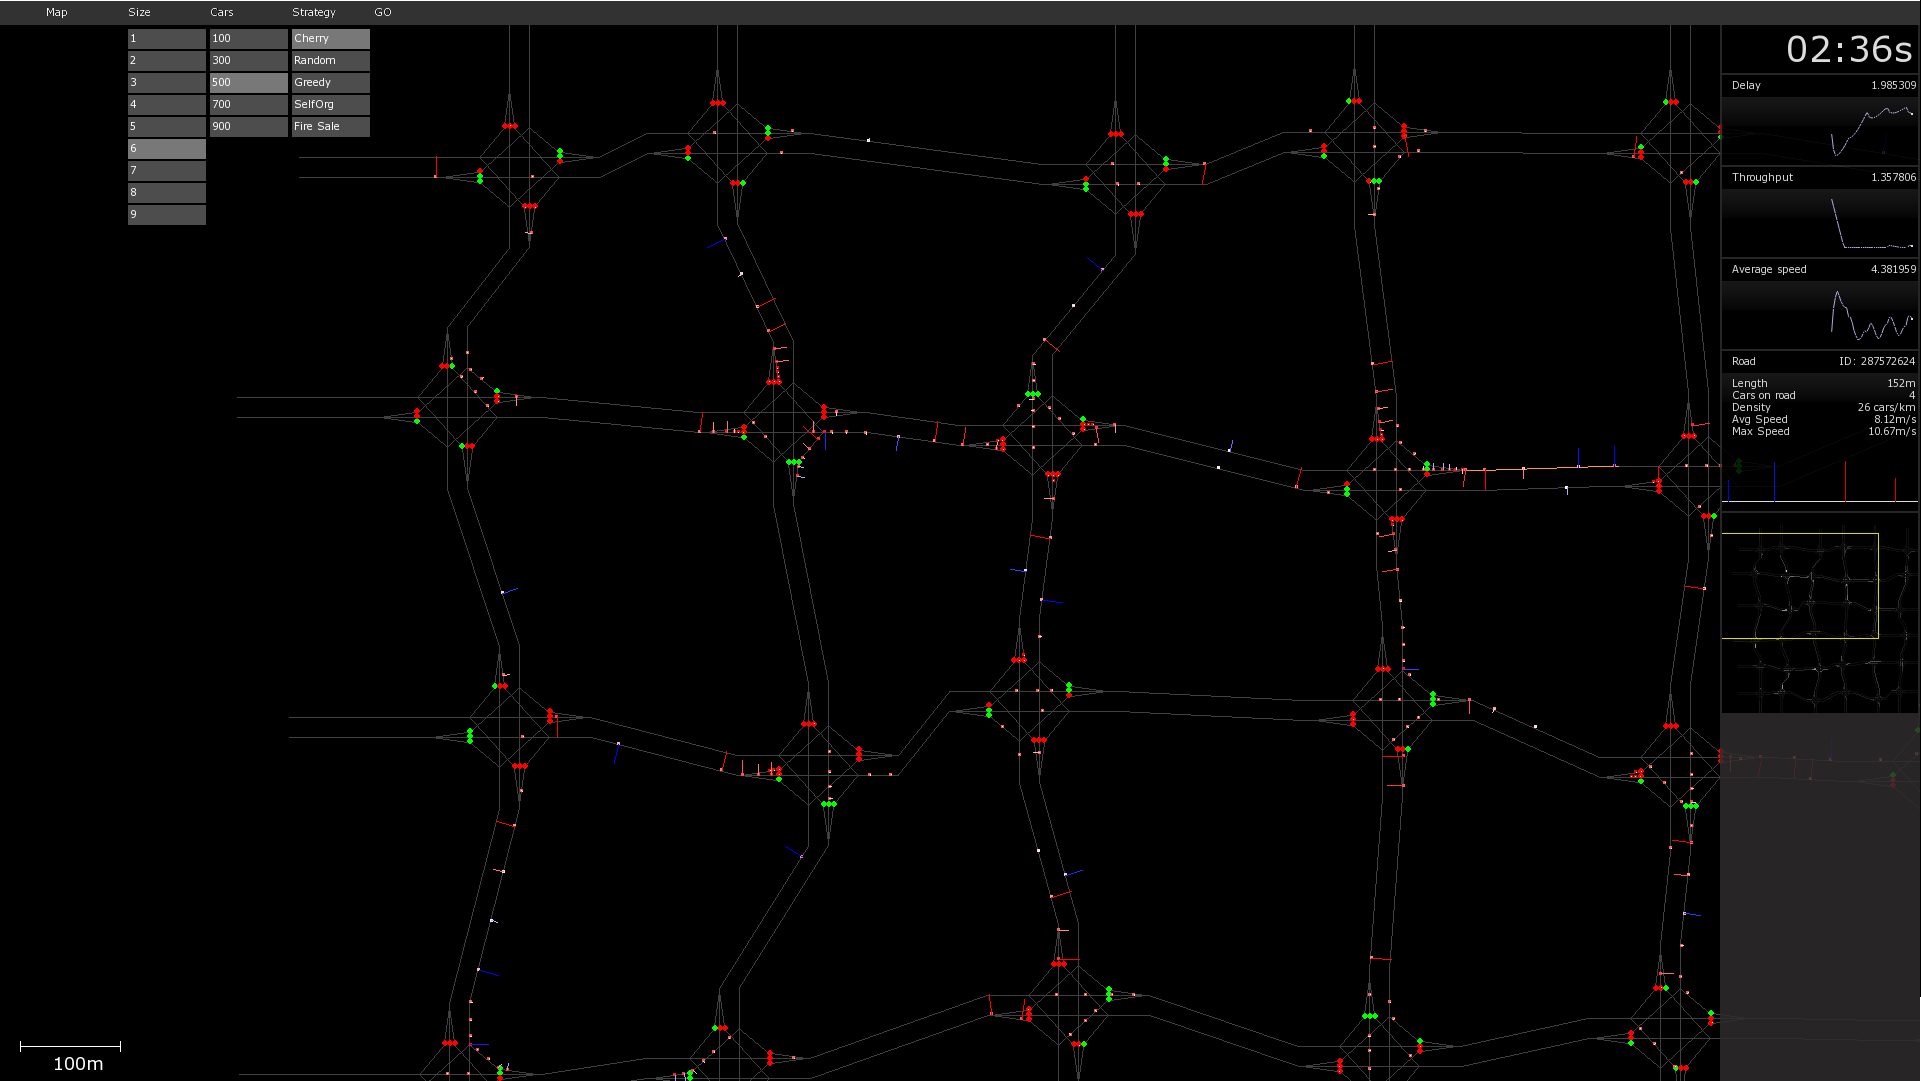 Map Size Cars Strategy GO
1 100 Cherry
2 300 Random
3 500 Greedy
4 700 SelfOrg
5 900 Fire Sale
6
7
8
9
02:36s
Delay 1.985309
Throughput 1.357806
Average speed 4.381959
Road ID: 287572624
Length 152m
Cars on road 4
Density 26 cars/km
Avg Speed 8.12m/s
Max Speed 10.67m/s
100m